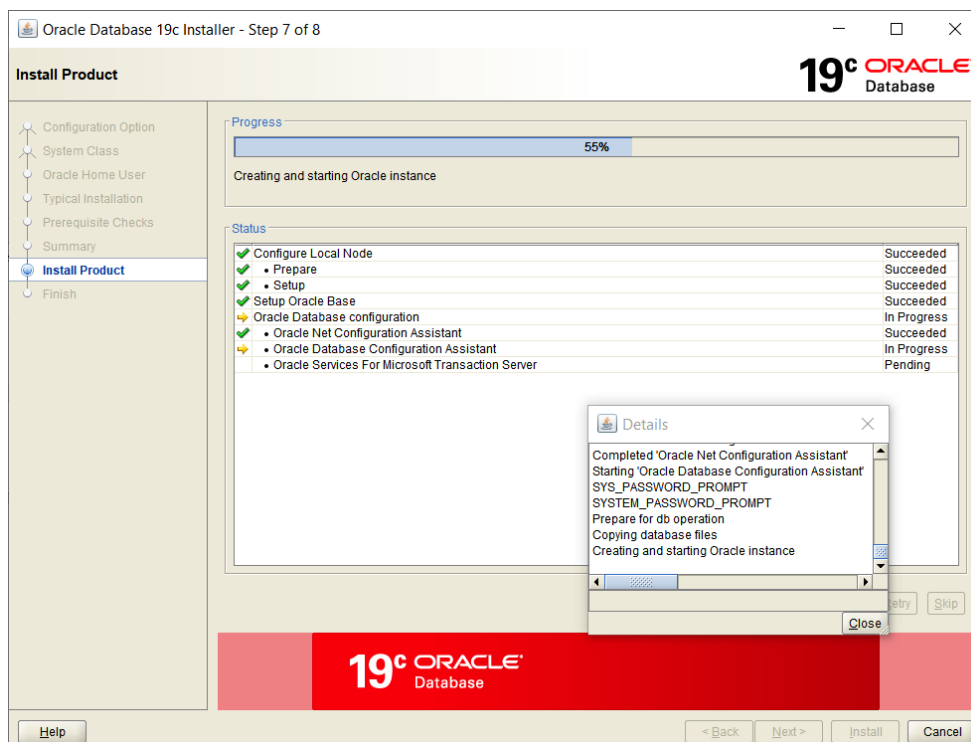 Oracle Database 19c Installer - Step 7 of 8
Install Product
19c ORACLE
Database
Configuration Option
System Class
Oracle Home User
Typical Installation
Prerequisite Checks
Summary
Install Product
Finish
Progress
55%
Creating and starting Oracle instance
Status
Configure Local Node Succeeded
• Prepare Succeeded
• Setup Succeeded
Setup Oracle Base Succeeded
Oracle Database configuration In Progress
• Oracle Net Configuration Assistant Succeeded
• Oracle Database Configuration Assistant In Progress
• Oracle Services For Microsoft Transaction Server Pending
Details
Completed 'Oracle Net Configuration Assistant'
Starting 'Oracle Database Configuration Assistant'
SYS_PASSWORD_PROMPT
SYSTEM_PASSWORD_PROMPT
Prepare for db operation
Copying database files
Creating and starting Oracle instance
Close
etry Skip
19c ORACLE
Database
Help < Back Next > Install Cancel